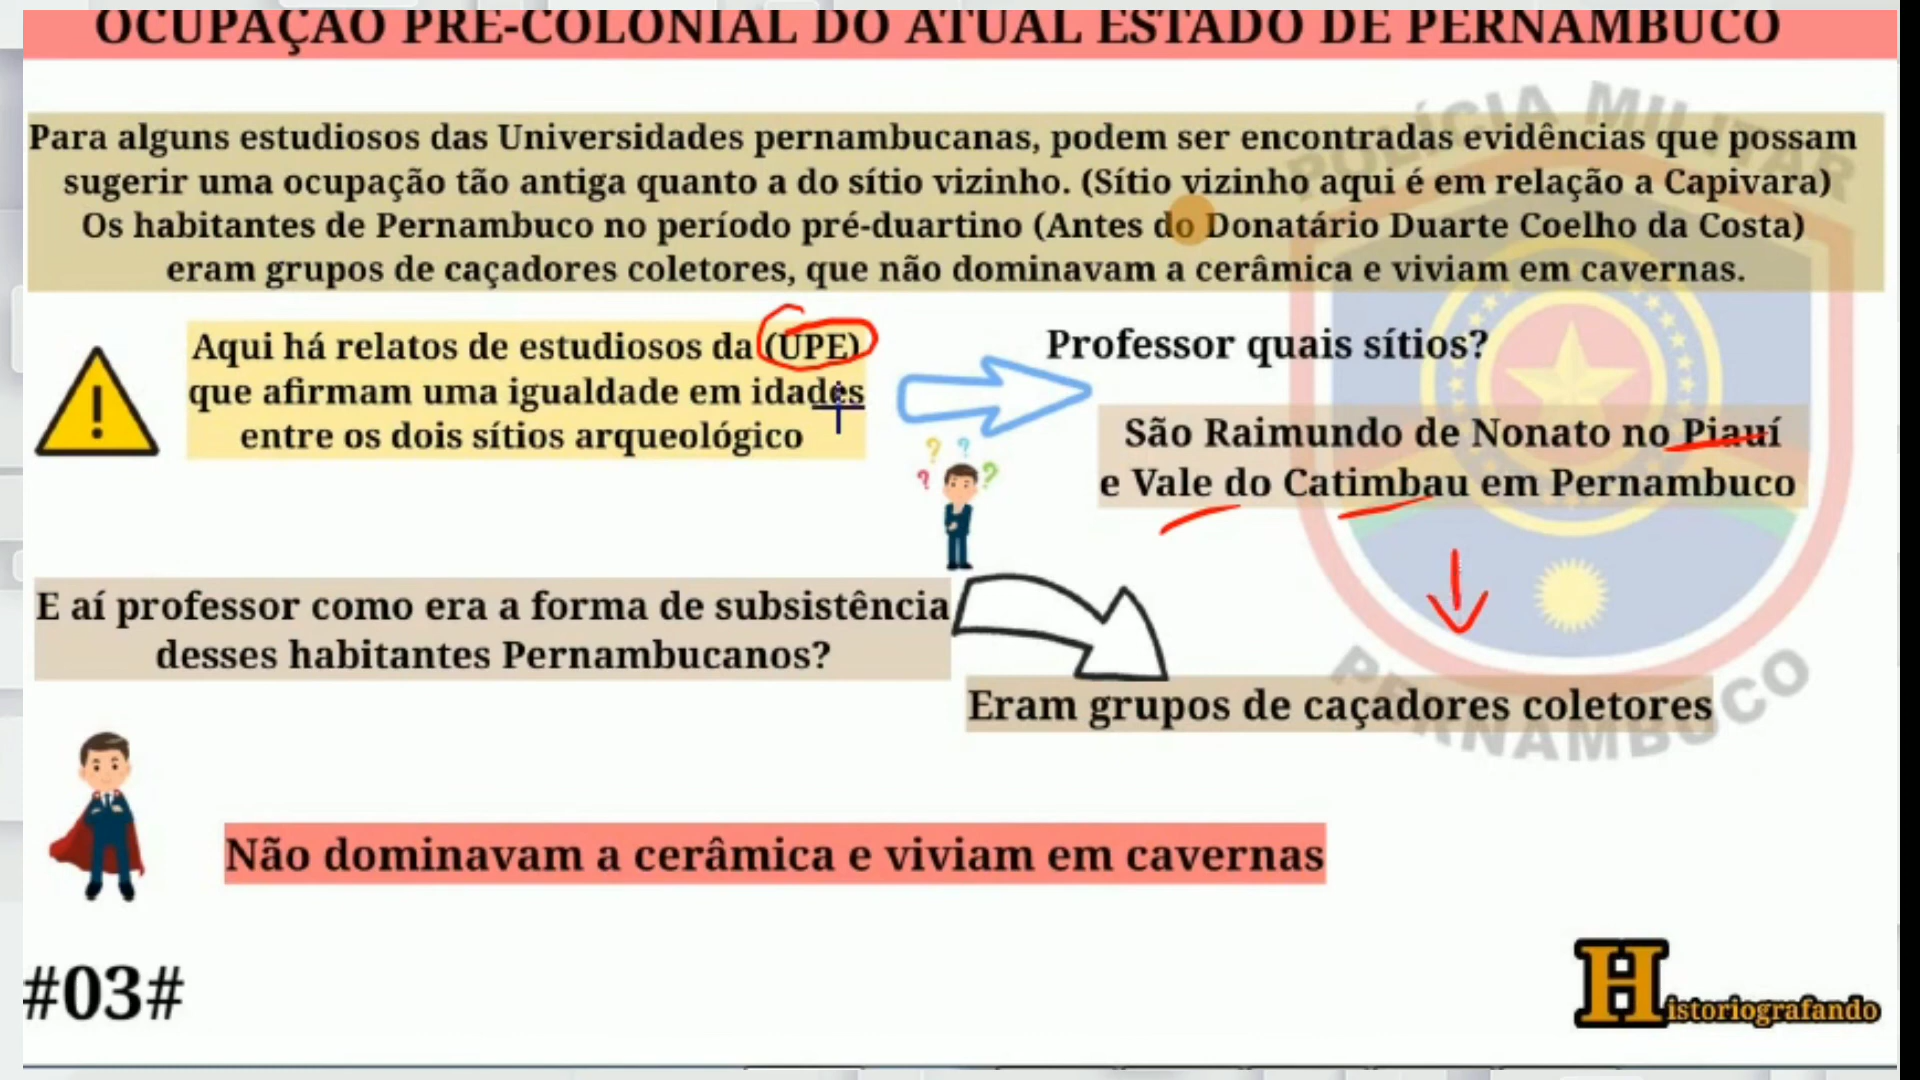 OCUPAÇÃO PRÉ-COLONIAL DO ATUAL ESTADO DE PERNAMBUCO
POLÍCIA MILITAR
Para alguns estudiosos das Universidades pernambucanas, podem ser encontradas evidências que possam
sugerir uma ocupação tão antiga quanto a do sítio vizinho. (Sítio vizinho aqui é em relação a Capivara)
Os habitantes de Pernambuco no período pré-duartino (Antes do Donatário Duarte Coelho da Costa)
eram grupos de caçadores coletores, que não dominavam a cerâmica e viviam em cavernas.
Aqui há relatos de estudiosos da (UPE)
que afirmam uma igualdade em idades
entre os dois sítios arqueológico
Professor quais sítios?
São Raimundo de Nonato no Piauí
e Vale do Catimbau em Pernambuco
? ? ? ?
E aí professor como era a forma de subsistência
desses habitantes Pernambucanos?
Eram grupos de caçadores coletores
PERNAMBUCO
Não dominavam a cerâmica e viviam em cavernas
#03#
Historiografando